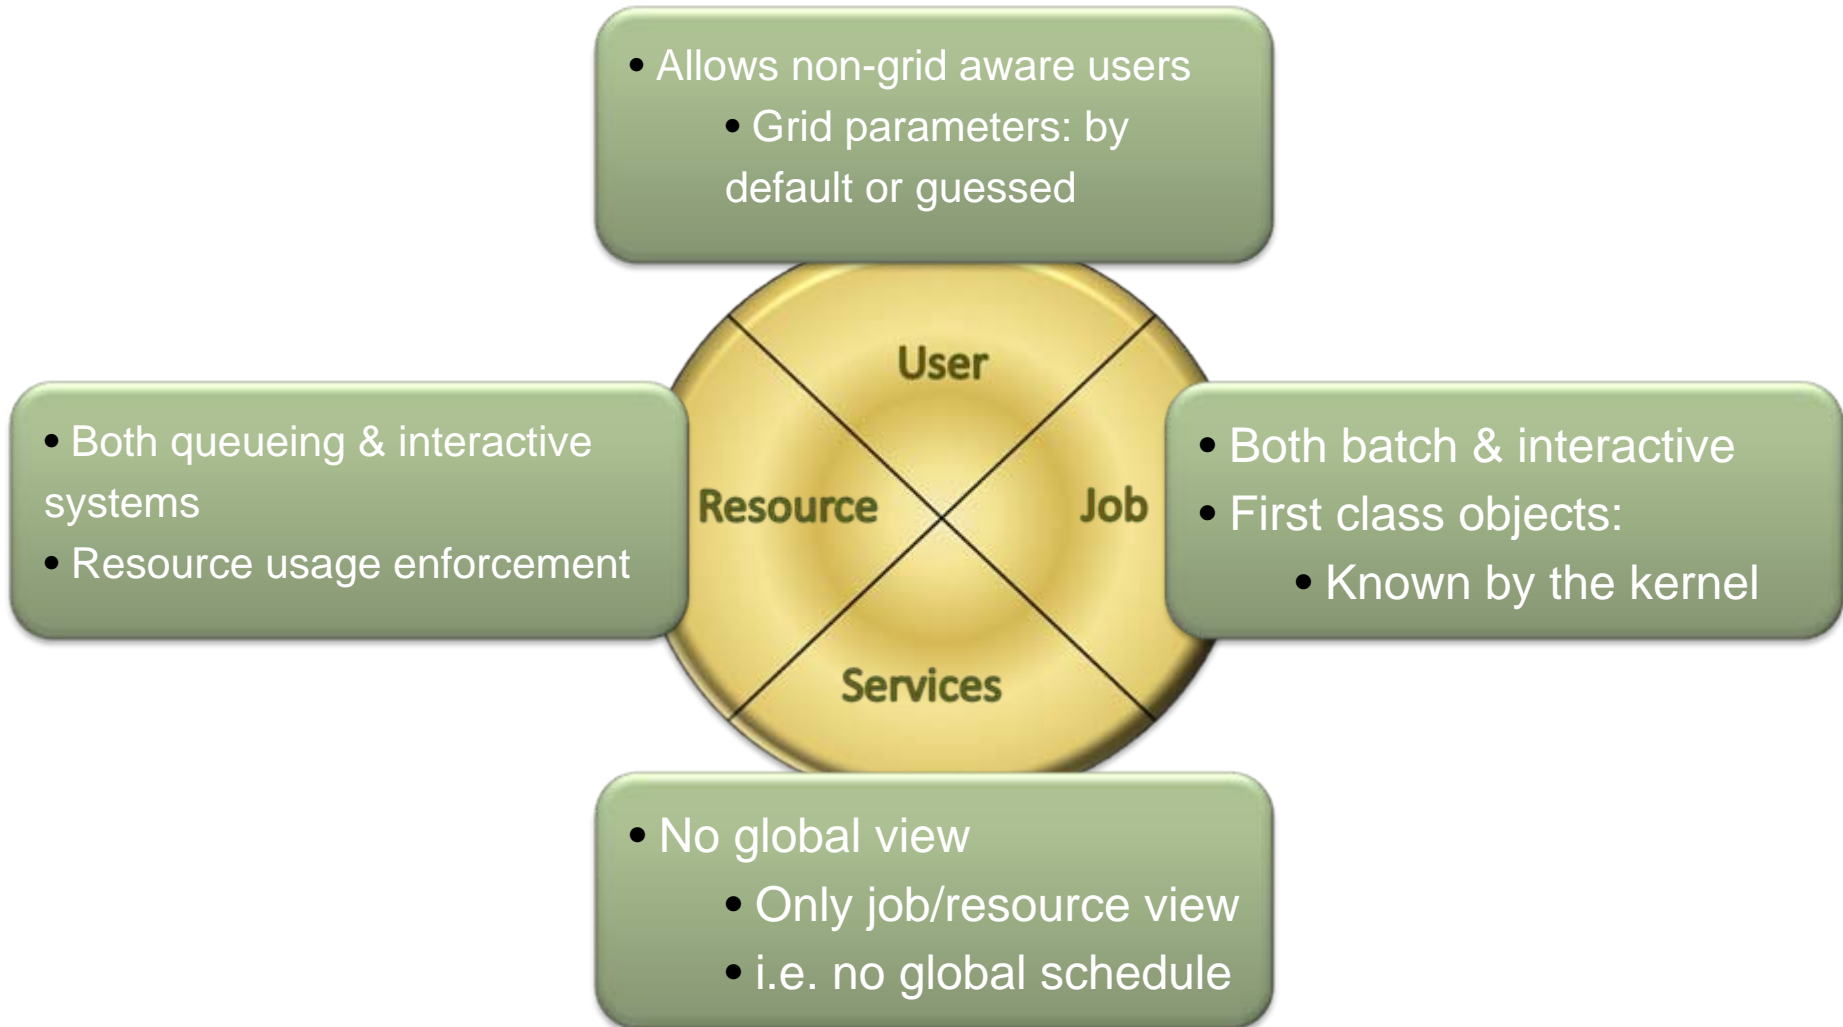 • Allows non-grid aware users
• Grid parameters: by
default or guessed
User
• Both queueing & interactive
systems
• Resource usage enforcement
Resource
Job
• Both batch & interactive
• First class objects:
• Known by the kernel
Services
• No global view
• Only job/resource view
• i.e. no global schedule